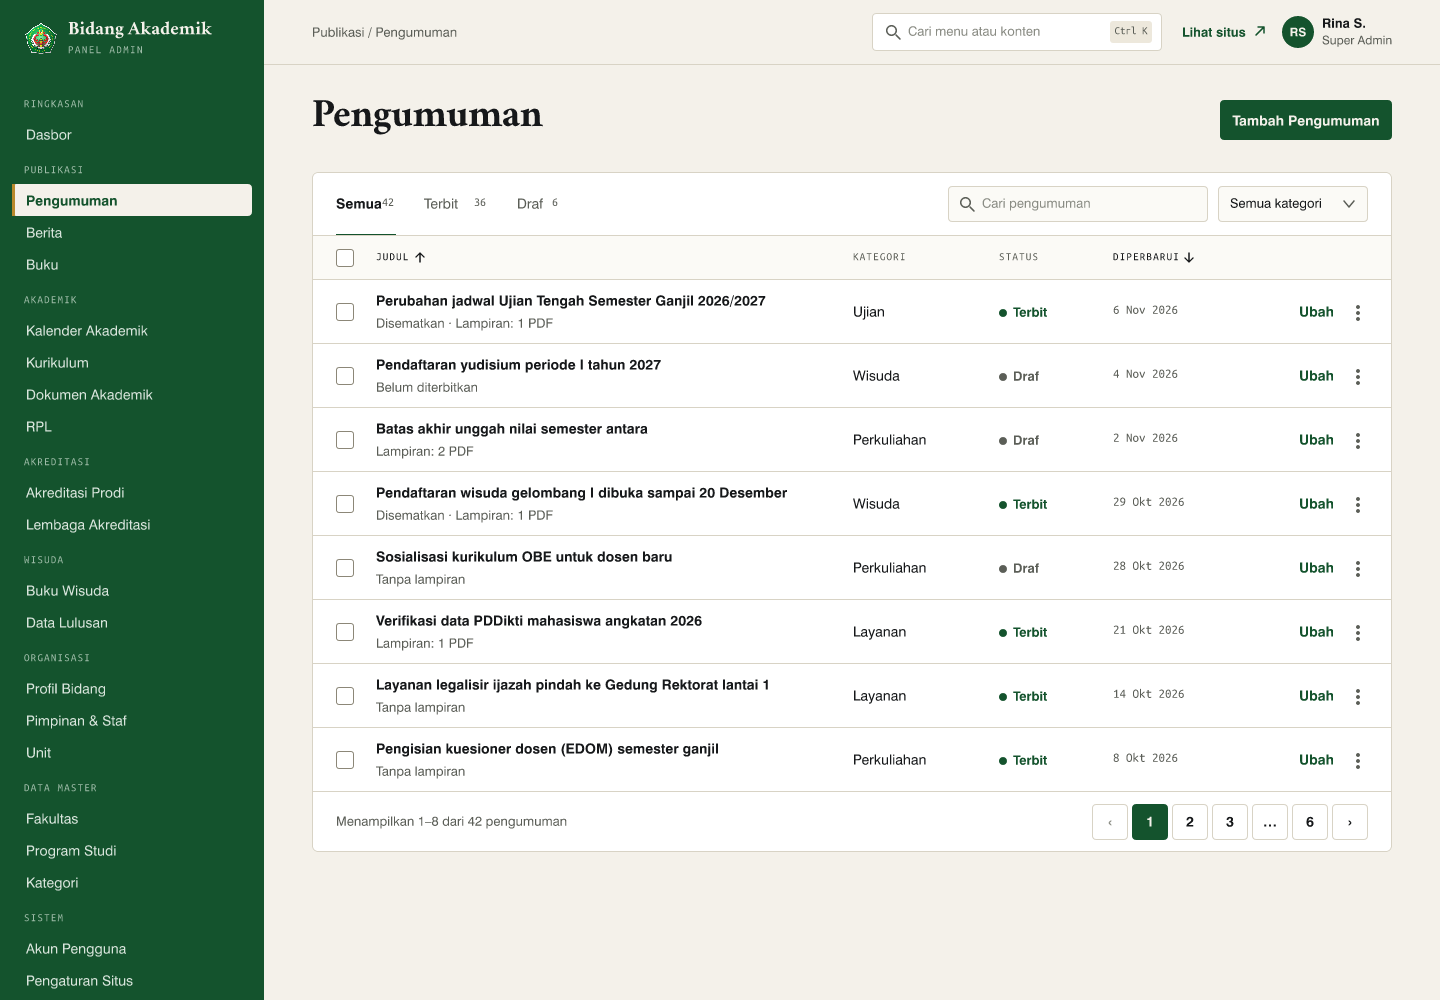 Bidang Akademik
PANEL ADMIN
RINGKASAN
Dasbor
PUBLIKASI
Pengumuman
Berita
Buku
AKADEMIK
Kalender Akademik
Kurikulum
Dokumen Akademik
RPL
AKREDITASI
Akreditasi Prodi
Lembaga Akreditasi
WISUDA
Buku Wisuda
Data Lulusan
ORGANISASI
Profil Bidang
Pimpinan & Staf
Unit
DATA MASTER
Fakultas
Program Studi
Kategori
SISTEM
Akun Pengguna
Pengaturan Situs
Publikasi / Pengumuman
Cari menu atau konten Ctrl K
Lihat situs
RS
Rina S.
Super Admin
Pengumuman
Tambah Pengumuman
Semua 42 Terbit 36 Draf 6
Cari pengumuman
Semua kategori
JUDUL KATEGORI STATUS DIPERBARUI
Perubahan jadwal Ujian Tengah Semester Ganjil 2026/2027
Disematkan · Lampiran: 1 PDF
Ujian Terbit 6 Nov 2026 Ubah
Pendaftaran yudisium periode I tahun 2027
Belum diterbitkan
Wisuda Draf 4 Nov 2026 Ubah
Batas akhir unggah nilai semester antara
Lampiran: 2 PDF
Perkuliahan Draf 2 Nov 2026 Ubah
Pendaftaran wisuda gelombang I dibuka sampai 20 Desember
Disematkan · Lampiran: 1 PDF
Wisuda Terbit 29 Okt 2026 Ubah
Sosialisasi kurikulum OBE untuk dosen baru
Tanpa lampiran
Perkuliahan Draf 28 Okt 2026 Ubah
Verifikasi data PDDikti mahasiswa angkatan 2026
Lampiran: 1 PDF
Layanan Terbit 21 Okt 2026 Ubah
Layanan legalisir ijazah pindah ke Gedung Rektorat lantai 1
Tanpa lampiran
Layanan Terbit 14 Okt 2026 Ubah
Pengisian kuesioner dosen (EDOM) semester ganjil
Tanpa lampiran
Perkuliahan Terbit 8 Okt 2026 Ubah
Menampilkan 1–8 dari 42 pengumuman
‹ 1 2 3 … 6 ›